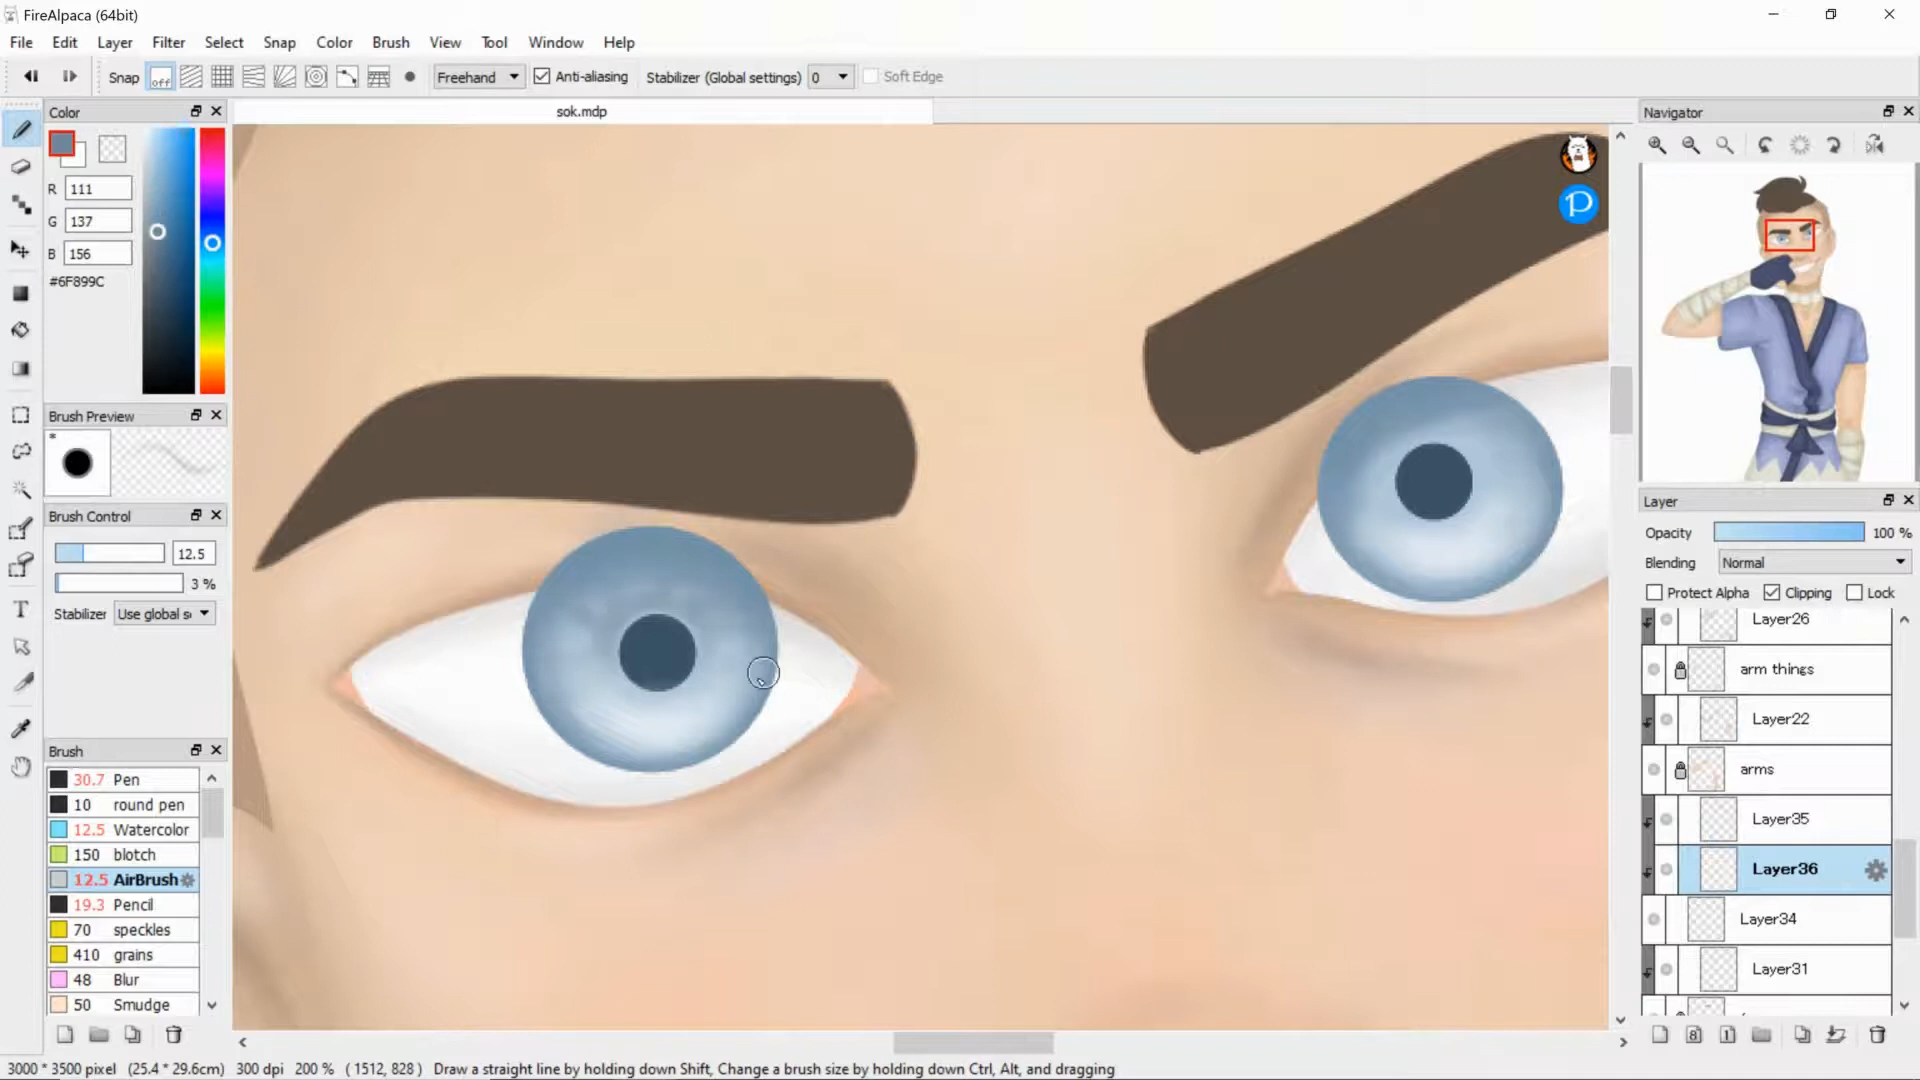 FireAlpaca (64bit)
File Edit Layer Filter Select Snap Color Brush View Tool Window Help
Snap off Freehand Anti-aliasing Stabilizer (Global settings) 0 Soft Edge
Color
sok.mdp
Navigator
R 111
G 137
B 156
#6F899C
Brush Preview
*
Brush Control
12.5
3 %
Stabilizer Use global s
Layer
Opacity 100 %
Blending Normal
Protect Alpha Clipping Lock
Layer26
arm things
Layer22
arms
Layer35
Layer36
Layer34
Layer31
Brush
30.7 Pen
10 round pen
12.5 Watercolor
150 blotch
12.5 AirBrush
19.3 Pencil
70 speckles
410 grains
48 Blur
50 Smudge
3000 * 3500 pixel (25.4 * 29.6cm) 300 dpi 200 % ( 1512, 828 ) Draw a straight line by holding down Shift, Change a brush size by holding down Ctrl, Alt, and dragging